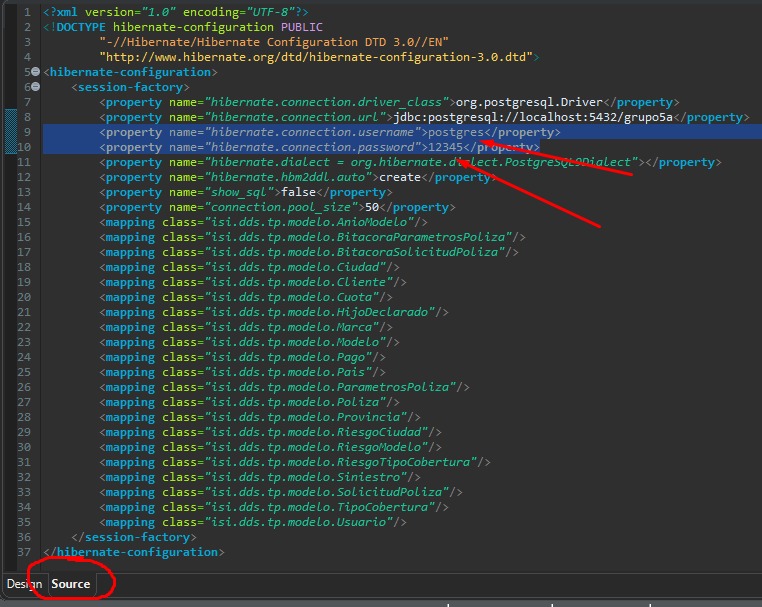 1 <?xml version="1.0" encoding="UTF-8"?>
2 <!DOCTYPE hibernate-configuration PUBLIC
3 "-//Hibernate/Hibernate Configuration DTD 3.0//EN"
4 "http://www.hibernate.org/dtd/hibernate-configuration-3.0.dtd">
5 <hibernate-configuration>
6 <session-factory>
7 <property name="hibernate.connection.driver_class">org.postgresql.Driver</property>
8 <property name="hibernate.connection.url">jdbc:postgresql://localhost:5432/grupo5a</property>
9 <property name="hibernate.connection.username">postgres</property>
10 <property name="hibernate.connection.password">12345</property>
11 <property name="hibernate.dialect = org.hibernate.dialect.PostgreSQL9Dialect"></property>
12 <property name="hibernate.hbm2ddl.auto">create</property>
13 <property name="show_sql">false</property>
14 <property name="connection.pool_size">50</property>
15 <mapping class="isi.dds.tp.modelo.AnioModelo"/>
16 <mapping class="isi.dds.tp.modelo.BitacoraParametrosPoliza"/>
17 <mapping class="isi.dds.tp.modelo.BitacoraSolicitudPoliza"/>
18 <mapping class="isi.dds.tp.modelo.Ciudad"/>
19 <mapping class="isi.dds.tp.modelo.Cliente"/>
20 <mapping class="isi.dds.tp.modelo.Cuota"/>
21 <mapping class="isi.dds.tp.modelo.HijoDeclarado"/>
22 <mapping class="isi.dds.tp.modelo.Marca"/>
23 <mapping class="isi.dds.tp.modelo.Modelo"/>
24 <mapping class="isi.dds.tp.modelo.Pago"/>
25 <mapping class="isi.dds.tp.modelo.Pais"/>
26 <mapping class="isi.dds.tp.modelo.ParametrosPoliza"/>
27 <mapping class="isi.dds.tp.modelo.Poliza"/>
28 <mapping class="isi.dds.tp.modelo.Provincia"/>
29 <mapping class="isi.dds.tp.modelo.RiesgoCiudad"/>
30 <mapping class="isi.dds.tp.modelo.RiesgoModelo"/>
31 <mapping class="isi.dds.tp.modelo.RiesgoTipoCobertura"/>
32 <mapping class="isi.dds.tp.modelo.Siniestro"/>
33 <mapping class="isi.dds.tp.modelo.SolicitudPoliza"/>
34 <mapping class="isi.dds.tp.modelo.TipoCobertura"/>
35 <mapping class="isi.dds.tp.modelo.Usuario"/>
36 </session-factory>
37 </hibernate-configuration>
Design Source